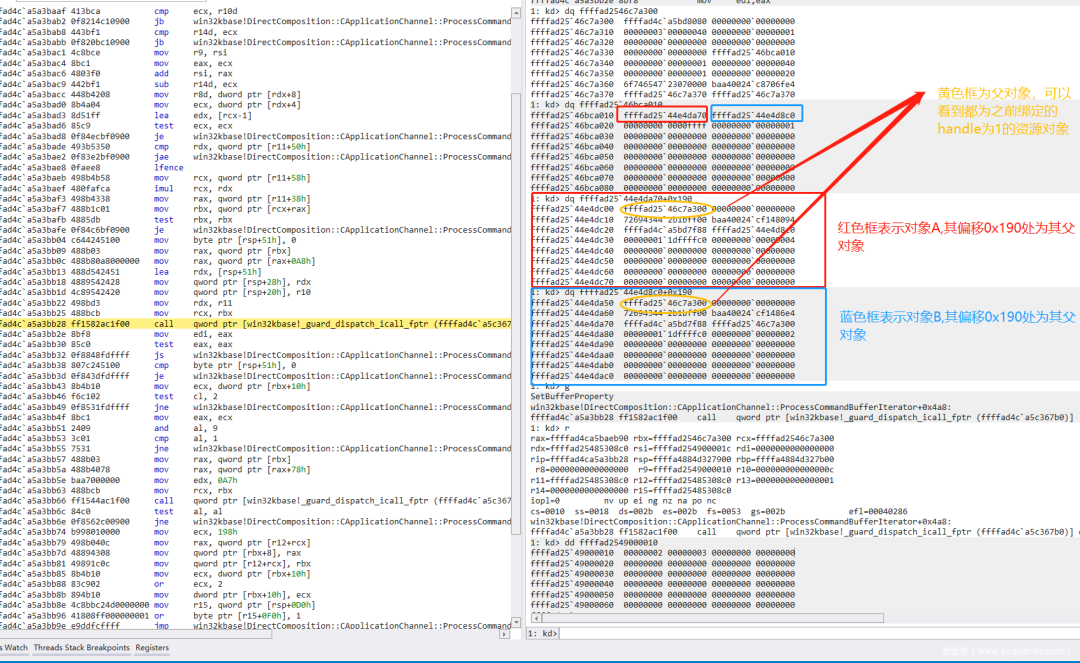 fad4c`a5a3baaf 413bca cmp ecx, r10d
fad4c`a5a3bab2 0f8214c10900 jb win32kbase!DirectComposition::CApplicationChannel::ProcessCommand
fad4c`a5a3bab8 443bf1 cmp r14d, ecx
fad4c`a5a3babb 0f820bc10900 jb win32kbase!DirectComposition::CApplicationChannel::ProcessCommand
fad4c`a5a3bac1 4c8bce mov r9, rsi
fad4c`a5a3bac4 8bc1 mov eax, ecx
fad4c`a5a3bac6 4803f0 add rsi, rax
fad4c`a5a3bac9 442bf1 sub r14d, ecx
fad4c`a5a3bacc 448b4208 mov r8d, dword ptr [rdx+8]
fad4c`a5a3bad0 8b4a04 mov ecx, dword ptr [rdx+4]
fad4c`a5a3bad3 8d51ff lea edx, [rcx-1]
fad4c`a5a3bad6 85c9 test ecx, ecx
fad4c`a5a3bad8 0f84ecbf0900 je win32kbase!DirectComposition::CApplicationChannel::ProcessCommand
fad4c`a5a3bade 493b5350 cmp rdx, qword ptr [r11+50h]
fad4c`a5a3bae2 0f83e2bf0900 jae win32kbase!DirectComposition::CApplicationChannel::ProcessCommand
fad4c`a5a3bae8 0faee8 lfence
fad4c`a5a3baeb 498b4b58 mov rcx, qword ptr [r11+58h]
fad4c`a5a3baef 480fafca imul rcx, rdx
fad4c`a5a3baf3 498b4338 mov rax, qword ptr [r11+38h]
fad4c`a5a3baf7 488b1c01 mov rbx, qword ptr [rcx+rax]
fad4c`a5a3bafb 4885db test rbx, rbx
fad4c`a5a3bafe 0f84c6bf0900 je win32kbase!DirectComposition::CApplicationChannel::ProcessCommand
fad4c`a5a3bb04 c644245100 mov byte ptr [rsp+51h], 0
fad4c`a5a3bb09 488b03 mov rax, qword ptr [rbx]
fad4c`a5a3bb0c 488b80a8000000 mov rax, qword ptr [rax+0A8h]
fad4c`a5a3bb13 488d542451 lea rdx, [rsp+51h]
fad4c`a5a3bb18 4889542428 mov qword ptr [rsp+28h], rdx
fad4c`a5a3bb1d 4c89542420 mov qword ptr [rsp+20h], r10
fad4c`a5a3bb22 498bd3 mov rdx, r11
fad4c`a5a3bb25 488bcb mov rcx, rbx
fad4c`a5a3bb28 ff1582ac1f00 call qword ptr [win32kbase!_guard_dispatch_icall_fptr (ffffad4c`a5c367
fad4c`a5a3bb2e 8bf8 mov edi, eax
fad4c`a5a3bb30 85c0 test eax, eax
fad4c`a5a3bb32 0f8848fdffff js win32kbase!DirectComposition::CApplicationChannel::ProcessCommand
fad4c`a5a3bb38 807c245100 cmp byte ptr [rsp+51h], 0
fad4c`a5a3bb3d 0f843dfdffff je win32kbase!DirectComposition::CApplicationChannel::ProcessCommand
fad4c`a5a3bb43 8b4b10 mov ecx, dword ptr [rbx+10h]
fad4c`a5a3bb46 f6c102 test cl, 2
fad4c`a5a3bb49 0f8531fdffff jne win32kbase!DirectComposition::CApplicationChannel::ProcessCommand
fad4c`a5a3bb4f 8bc1 mov eax, ecx
fad4c`a5a3bb51 2409 and al, 9
fad4c`a5a3bb53 3c01 cmp al, 1
fad4c`a5a3bb55 7531 jne win32kbase!DirectComposition::CApplicationChannel::ProcessCommand
fad4c`a5a3bb57 488b03 mov rax, qword ptr [rbx]
fad4c`a5a3bb5a 488b4078 mov rax, qword ptr [rax+78h]
fad4c`a5a3bb5e baa7000000 mov edx, 0A7h
fad4c`a5a3bb63 488bcb mov rcx, rbx
fad4c`a5a3bb66 ff1544ac1f00 call qword ptr [win32kbase!_guard_dispatch_icall_fptr (ffffad4c`a5c367
fad4c`a5a3bb6c 84c0 test al, al
fad4c`a5a3bb6e 0f8562c00900 jne win32kbase!DirectComposition::CApplicationChannel::ProcessCommand
fad4c`a5a3bb74 b998010000 mov ecx, 198h
fad4c`a5a3bb79 498b040c mov rax, qword ptr [r12+rcx]
fad4c`a5a3bb7d 48894308 mov qword ptr [rbx+8], rax
fad4c`a5a3bb81 49891c0c mov qword ptr [r12+rcx], rbx
fad4c`a5a3bb85 8b4b10 mov ecx, dword ptr [rbx+10h]
fad4c`a5a3bb88 83c902 or ecx, 2
fad4c`a5a3bb8b 894b10 mov dword ptr [rbx+10h], ecx
fad4c`a5a3bb8e 4c8bbc24d0000000 mov r15, qword ptr [rsp+0D0h]
fad4c`a5a3bb96 41808ff000000001 or byte ptr [r15+0F0h], 1
fad4c`a5a3bb9e e9ddfcffff jmp win32kbase!DirectComposition::CApplicationChannel::ProcessCommand
s Watch Threads Stack Breakpoints Registers
1: kd> dq ffffad2546c7a300
ffffad25`46c7a300 ffffad4c`a5bd8080 00000000`00000000
ffffad25`46c7a310 00000003`00000040 00000000`00000001
ffffad25`46c7a320 00000000`00000000 00000000`00000000
ffffad25`46c7a330 00000000`00000000 ffffad25`46bca010
ffffad25`46c7a340 00000000`00000001 00000000`00000040
ffffad25`46c7a350 00000000`00000010 00000000`00000020
ffffad25`46c7a360 6f746547`23070000 baa40024`c8706fe4
ffffad25`46c7a370 ffffad25`46c7a370 ffffad25`46c7a370
1: kd> dq ffffad25`46bca010
ffffad25`46bca010 ffffad25`44e4da70 ffffad25`44e4d8c0
ffffad25`46bca020 00000000`0000ffff 00000000`00000001
ffffad25`46bca030 00000000`00000000 00000000`00000000
ffffad25`46bca040 00000000`00000000 00000000`00000000
ffffad25`46bca050 00000000`00000000 00000000`00000000
ffffad25`46bca060 00000000`00000000 00000000`00000000
ffffad25`46bca070 00000000`00000000 00000000`00000000
ffffad25`46bca080 00000000`00000000 00000000`00000000
1: kd> dq ffffad25`44e4da70+0x190
ffffad25`44e4dc00 ffffad25`46c7a300 00000000`00000000
ffffad25`44e4dc10 72694344`2b1bff00 baa40024`cf148094
ffffad25`44e4dc20 ffffad4c`a5bd7f88 ffffad25`44e4d8c0
ffffad25`44e4dc30 00000001`1dffffc0 00000000`00000004
ffffad25`44e4dc40 00000000`00000000 00000000`00000000
ffffad25`44e4dc50 00000000`00000000 00000000`00000000
ffffad25`44e4dc60 00000000`00000000 00000000`00000000
ffffad25`44e4dc70 00000000`00000000 00000000`00000000
1: kd> dq ffffad25`44e4d8c0+0x190
ffffad25`44e4da50 ffffad25`46c7a300 00000000`00000000
ffffad25`44e4da60 72694344`2b1bff00 baa40024`cf1486e4
ffffad25`44e4da70 ffffad4c`a5bd7f88 ffffad25`46c7a300
ffffad25`44e4da80 00000001`1dffffc0 00000000`00000002
ffffad25`44e4da90 00000000`00000000 00000000`00000000
ffffad25`44e4daa0 00000000`00000000 00000000`00000000
ffffad25`44e4dab0 00000000`00000000 00000000`00000000
ffffad25`44e4dac0 00000000`00000000 00000000`00000000
1: kd> g
SetBufferProperty
win32kbase!DirectComposition::CApplicationChannel::ProcessCommandBufferIterator+0x4a8:
ffffad4c`a5a3bb28 ff1582ac1f00 call qword ptr [win32kbase!_guard_dispatch_icall_fptr (ffffad4c`a5c367b0)]
1: kd> r
rax=ffffad4ca5baeb90 rbx=ffffad2546c7a300 rcx=ffffad2546c7a300
rdx=ffffad25485308c0 rsi=ffffad254900001c rdi=0000000000000000
rip=ffffad4ca5a3bb28 rsp=ffffa4884d327900 rbp=ffffa4884d327b00
r8=0000000000000000 r9=ffffad2549000010 r10=000000000000000c
r11=ffffad25485308c0 r12=ffffad25485308c0 r13=0000000000000001
r14=0000000000000000 r15=ffffad25485308c0
iopl=0 nv up ei ng nz na po nc
cs=0010 ss=0018 ds=002b es=002b fs=0053 gs=002b efl=00040286
win32kbase!DirectComposition::CApplicationChannel::ProcessCommandBufferIterator+0x4a8:
ffffad4c`a5a3bb28 ff1582ac1f00 call qword ptr [win32kbase!_guard_dispatch_icall_fptr (ffffad4c`a5c367b0)]
1: kd> dd ffffad2549000010
ffffad25`49000010 00000002 00000003 00000000 00000000
ffffad25`49000020 00000000 00000000 00000000 00000000
ffffad25`49000030 00000000 00000000 00000000 00000000
ffffad25`49000040 00000000 00000000 00000000 00000000
ffffad25`49000050 00000000 00000000 00000000 00000000
ffffad25`49000060 00000000 00000000 00000000 00000000
1: kd>
黄色框为父对象，可以
看到都为之前绑定的
handle为1的资源对象
红色框表示对象A,其偏移0x190处为其父
对象
蓝色框表示对象B,其偏移0x190处为其父
对象
安全客 ( www.anquanke.com )